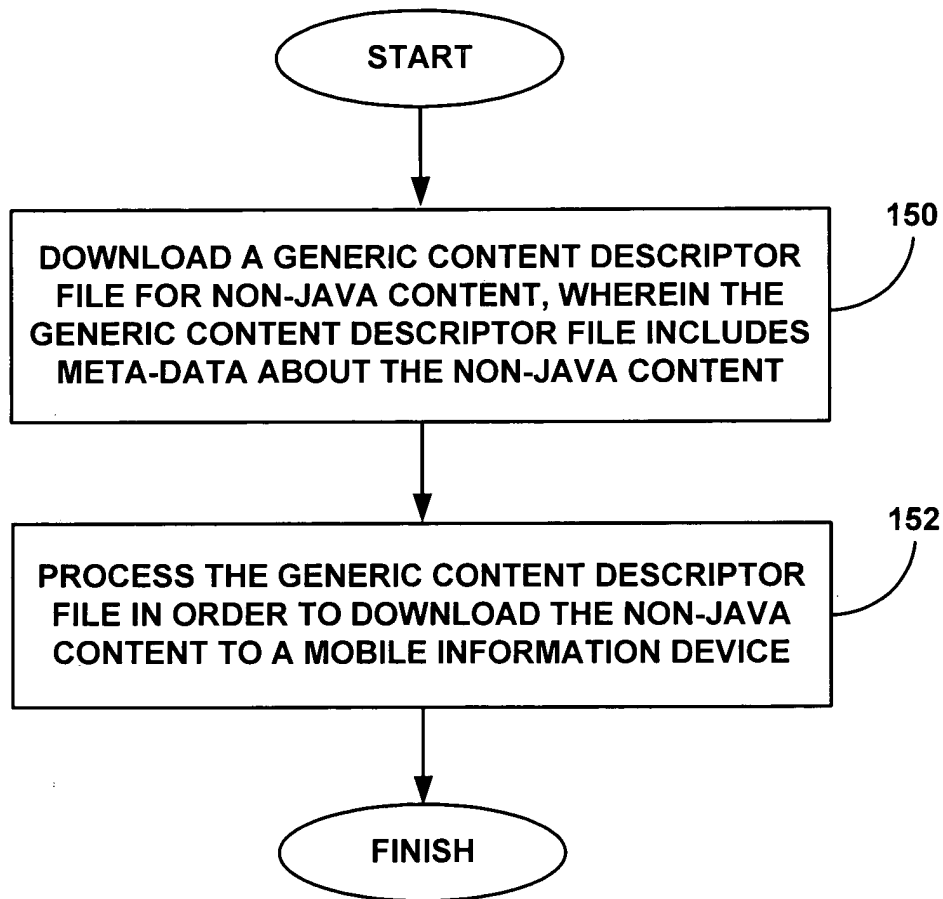 START
150
DOWNLOAD A GENERIC CONTENT DESCRIPTOR
FILE FOR NON-JAVA CONTENT, WHEREIN THE
GENERIC CONTENT DESCRIPTOR FILE INCLUDES
META-DATA ABOUT THE NON-JAVA CONTENT
152
PROCESS THE GENERIC CONTENT DESCRIPTOR
FILE IN ORDER TO DOWNLOAD THE NON-JAVA
CONTENT TO A MOBILE INFORMATION DEVICE
FINISH